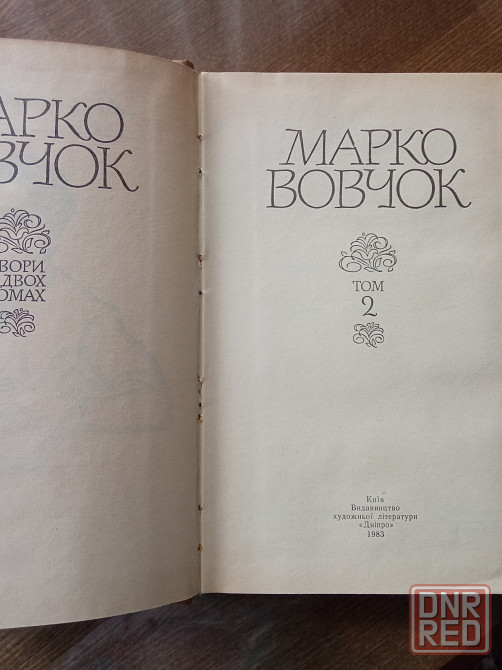 АРКО
ВЧОК
ВОРИ
ДВОХ
ОМАХ
МАРКО
ВОВЧОК
ТОМ
2
Київ
Видавництво
художньої літератури
«Дніпро»
1983
DNR
RED